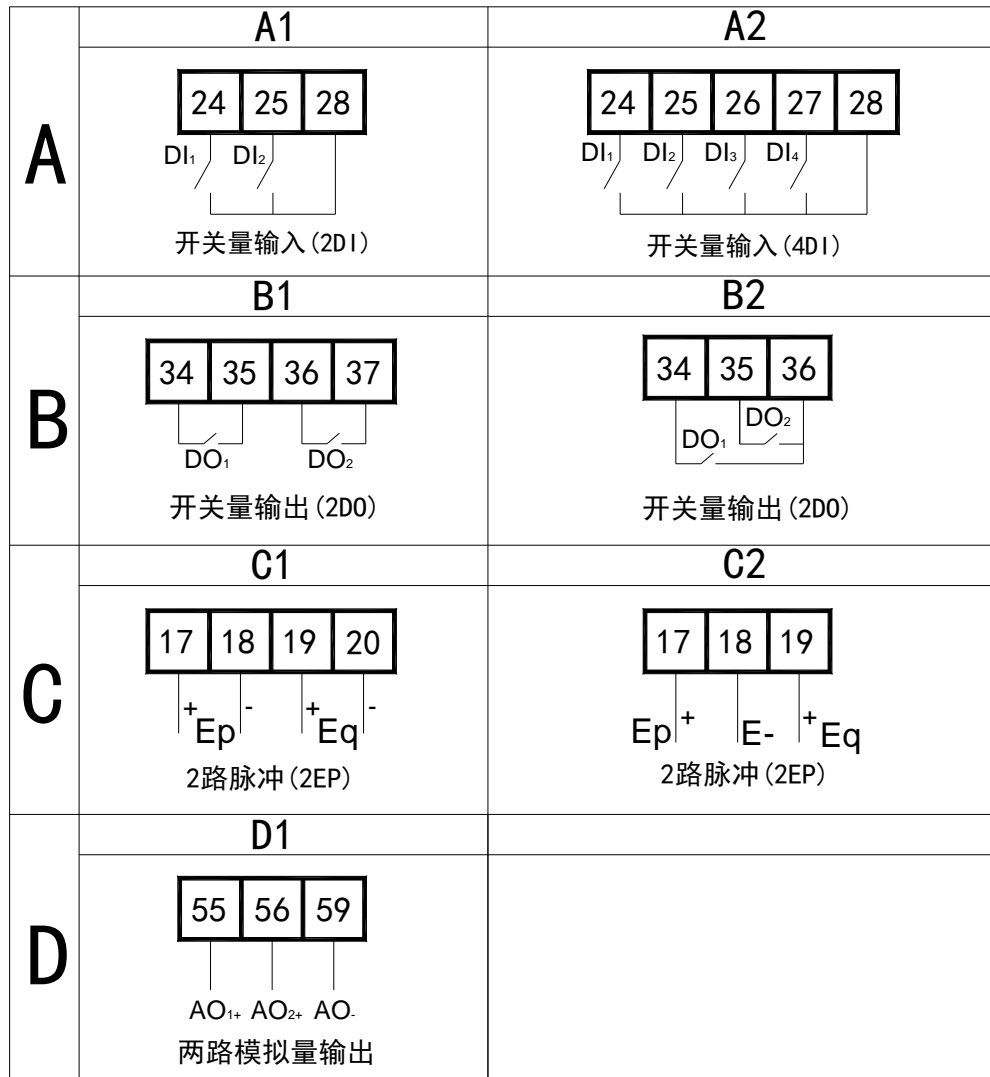 A1 A2
A
24 25 28
24 25 26 27 28
DI₁ DI₂
DI₁ DI₂ DI₃ DI₄
开关量输入(2DI)
开关量输入(4DI)
B1 B2
B
34 35 36 37
34 35 36
DO₁ DO₂
DO₁ DO₂
开关量输出(2DO)
开关量输出(2DO)
C1 C2
C
17 18 19 20
17 18 19
+ Ep - + Eq -
Ep + E- + Eq
2路脉冲(2EP)
2路脉冲(2EP)
D1
D
55 56 59
AO₁₊ AO₂₊ AO₋
两路模拟量输出